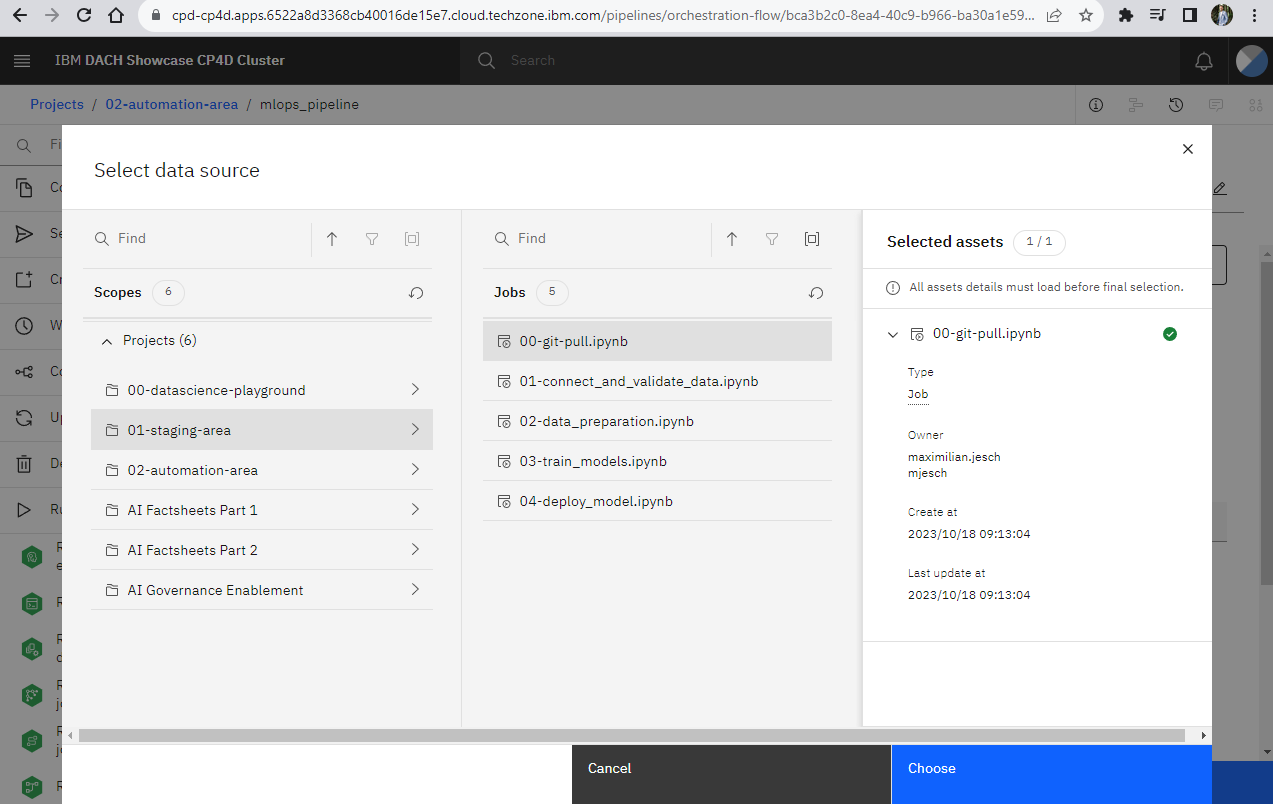 cpd-cp4d.apps.6522a8d3368cb40016de15e7.cloud.techzone.ibm.com/pipelines/orchestration-flow/bca3b2c0-8ea4-40c9-b966-ba30a1e59...
IBM DACH Showcase CP4D Cluster
Search
Projects / 02-automation-area / mlops_pipeline
Select data source
Find
Scopes 6
Projects (6)
00-datascience-playground
01-staging-area
02-automation-area
AI Factsheets Part 1
AI Factsheets Part 2
AI Governance Enablement
Find
Jobs 5
00-git-pull.ipynb
01-connect_and_validate_data.ipynb
02-data_preparation.ipynb
03-train_models.ipynb
04-deploy_model.ipynb
Selected assets 1 / 1
All assets details must load before final selection.
00-git-pull.ipynb
Type
Job
Owner
maximilian.jesch
mjesch
Create at
2023/10/18 09:13:04
Last update at
2023/10/18 09:13:04
Cancel
Choose